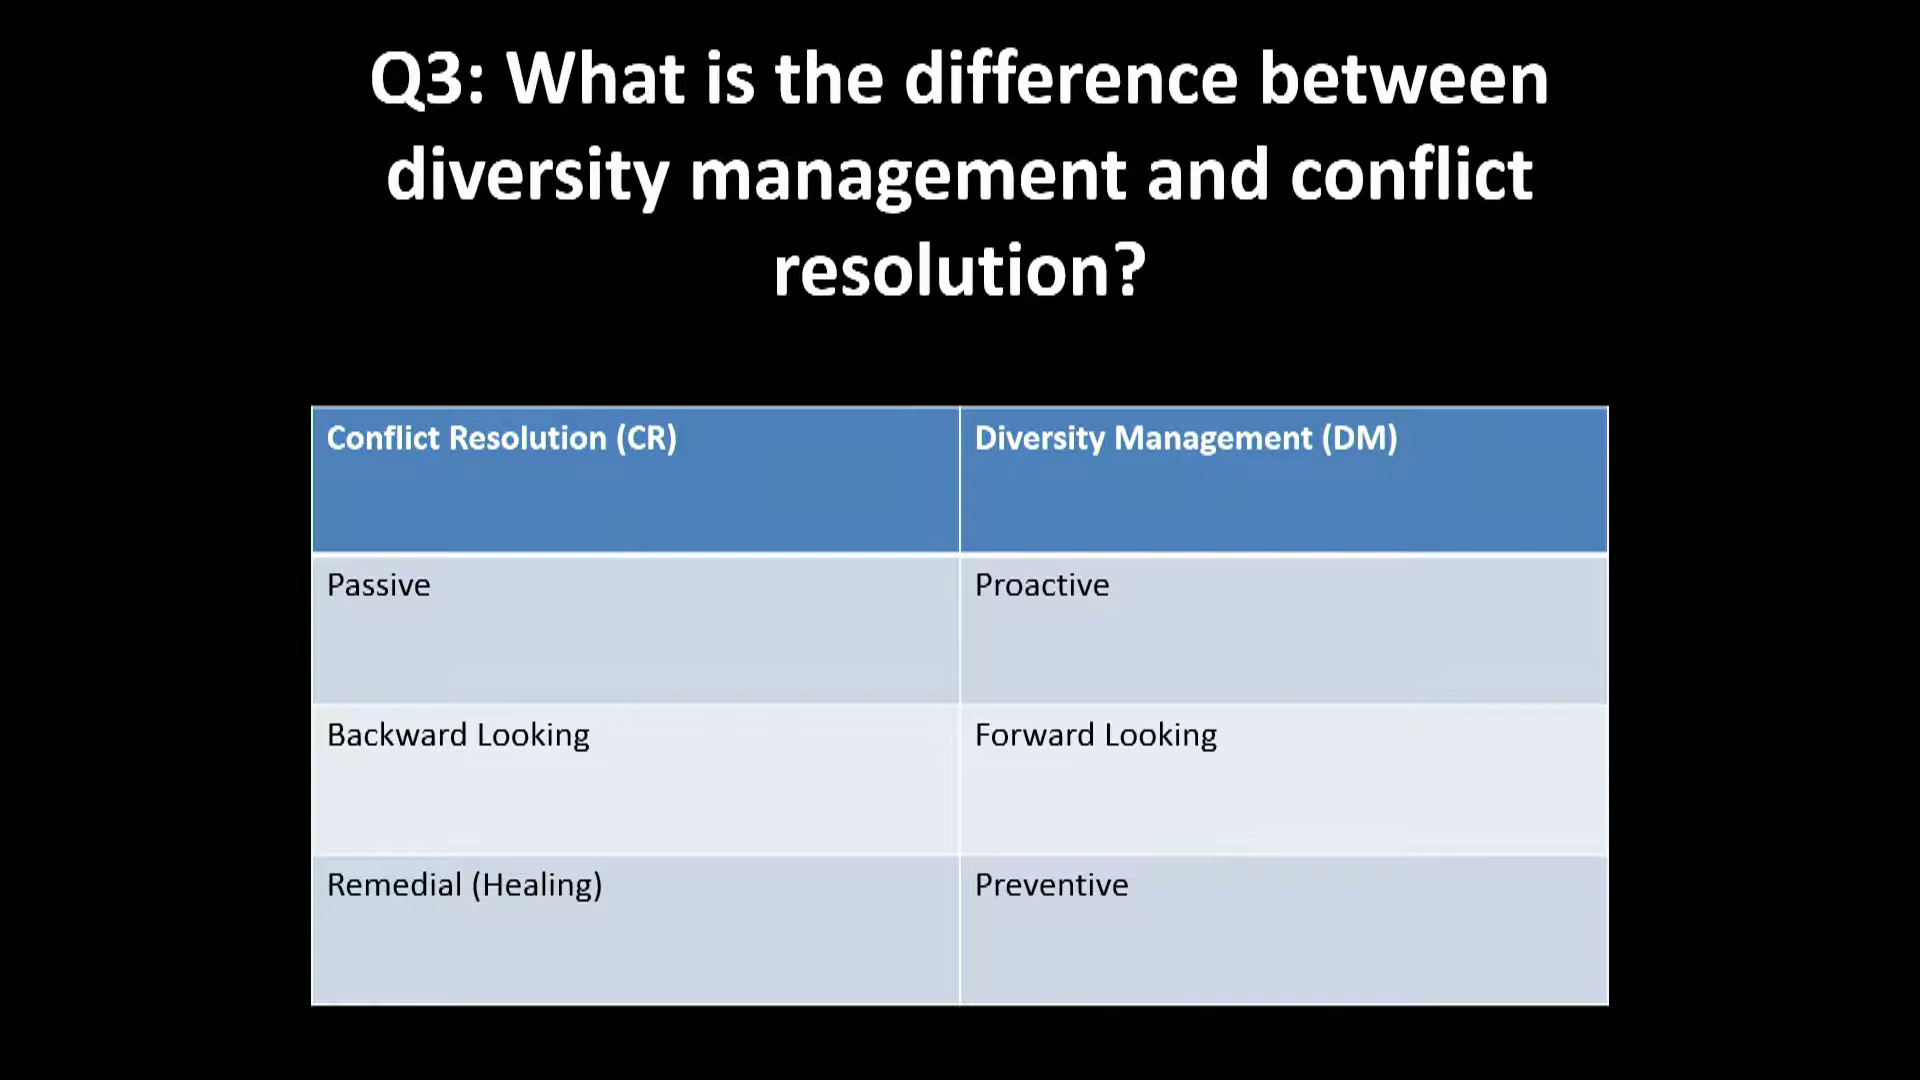 Q3: What is the difference between
diversity management and conflict
resolution?
Conflict Resolution (CR)
Diversity Management (DM)
Passive
Proactive
Backward Looking
Forward Looking
Remedial (Healing)
Preventive